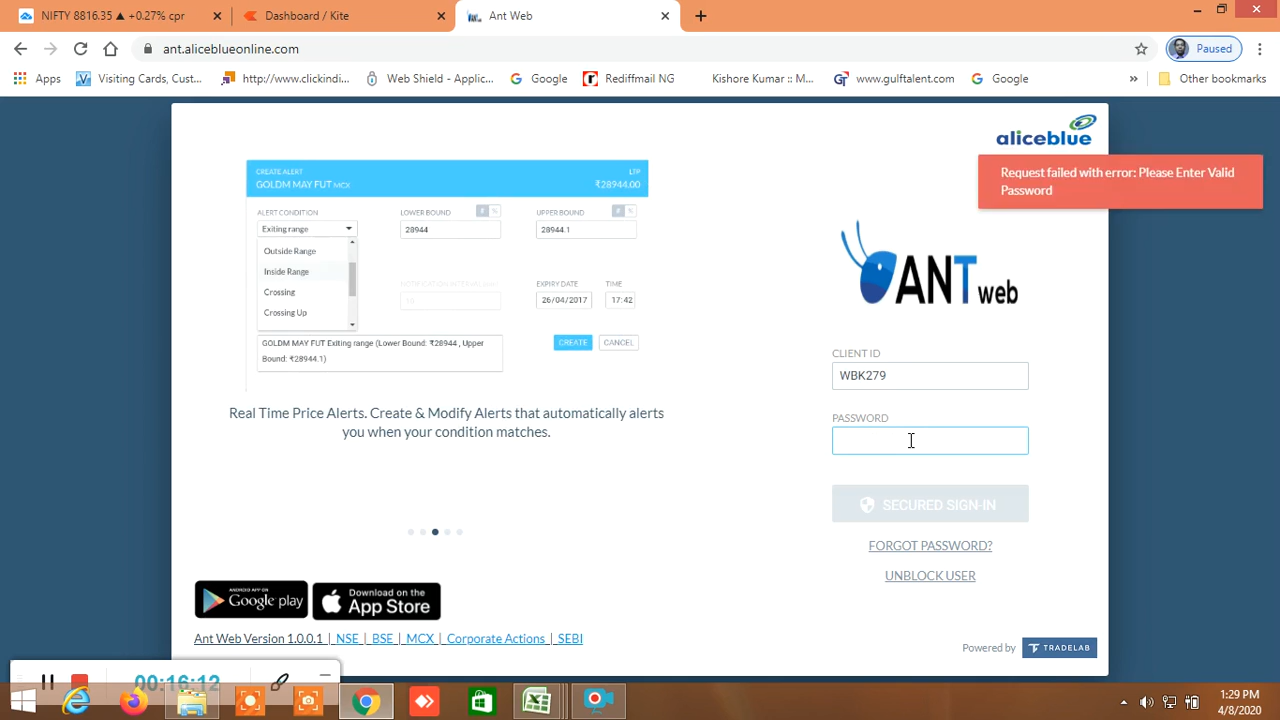 NIFTY 8816.35 ▲ +0.27% cpr
Dashboard / Kite
Ant Web
ant.aliceblueonline.com
Paused
Apps
Visiting Cards, Cust...
http://www.clickindi...
Web Shield - Applic...
Google
Rediffmail NG
Kishore Kumar :: M...
www.gulftalent.com
Google
»
Other bookmarks
aliceblue
Request failed with error: Please Enter Valid
Password
CREATE ALERT
LTP
GOLDM MAY FUT MCX
₹28944.00
ALERT CONDITION
LOWER BOUND
%
UPPER BOUND
%
Exiting range
28944
28944.1
Outside Range
Inside Range
Crossing
Crossing Up
EXPIRY DATE
TIME
26/04/2017
17:42
GOLDM MAY FUT Exiting range (Lower Bound: ₹28944 , Upper
Bound: ₹28944.1)
CREATE
CANCEL
Real Time Price Alerts. Create & Modify Alerts that automatically alerts
you when your condition matches.
ANT web
CLIENT ID
WBK279
PASSWORD
SECURED SIGN-IN
FORGOT PASSWORD?
UNBLOCK USER
ANDROID APP ON
Google play
Download on the
App Store
Ant Web Version 1.0.0.1 | NSE | BSE | MCX | Corporate Actions | SEBI
Powered by TRADELAB
00:16:12
1:29 PM
4/8/2020